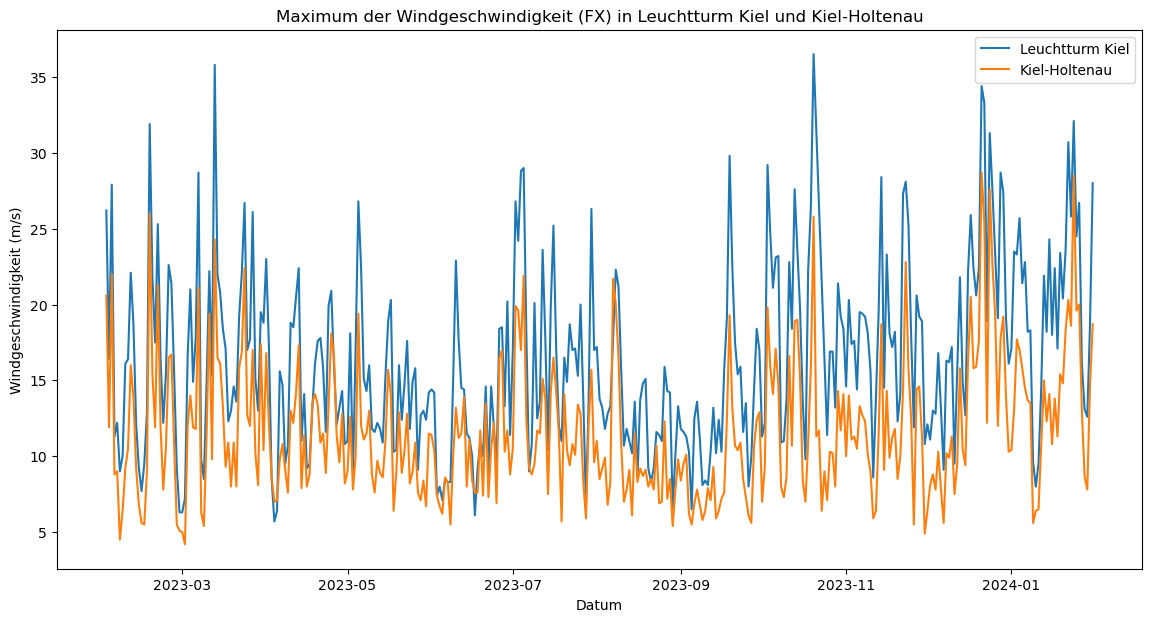 Maximum der Windgeschwindigkeit (FX) in Leuchtturm Kiel und Kiel-Holtenau
Leuchtturm Kiel
Kiel-Holtenau
Windgeschwindigkeit (m/s)
35
30
25
20
15
10
5
2023-03
2023-05
2023-07
2023-09
2023-11
2024-01
Datum